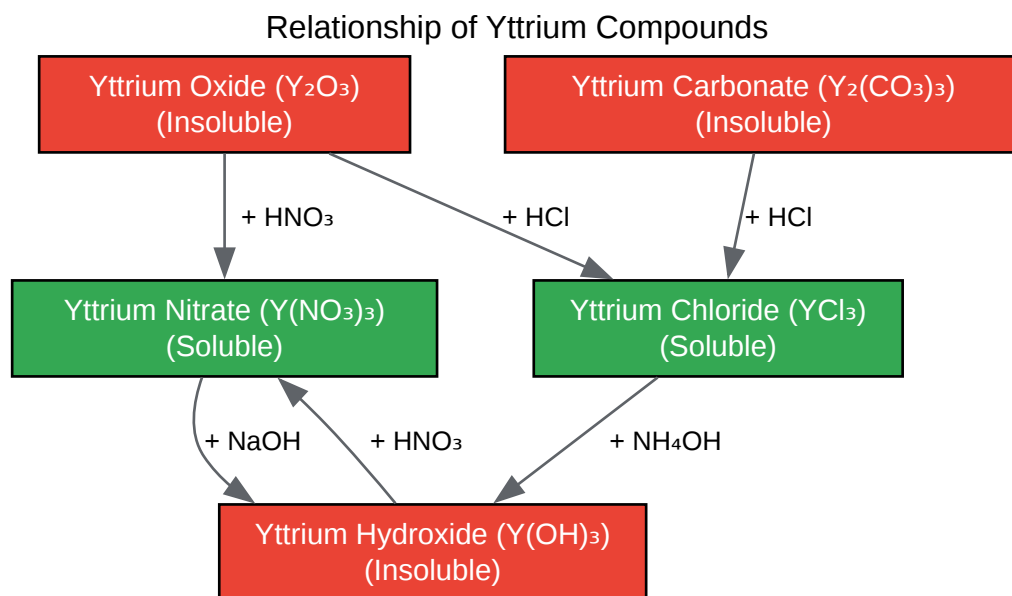 Relationship of Yttrium Compounds
Yttrium Oxide (Y₂O₃)
(Insoluble)
Yttrium Carbonate (Y₂(CO₃)₃)
(Insoluble)
+ HNO₃
+ HCl
+ HCl
Yttrium Nitrate (Y(NO₃)₃)
(Soluble)
Yttrium Chloride (YCl₃)
(Soluble)
+ NaOH
+ HNO₃
+ NH₄OH
Yttrium Hydroxide (Y(OH)₃)
(Insoluble)